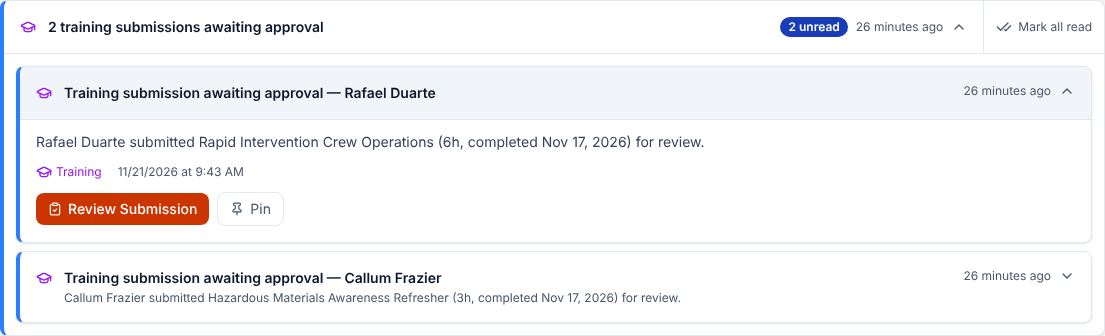 2 training submissions awaiting approval
2 unread
26 minutes ago
Mark all read
Training submission awaiting approval — Rafael Duarte
26 minutes ago
Rafael Duarte submitted Rapid Intervention Crew Operations (6h, completed Nov 17, 2026) for review.
Training
11/21/2026 at 9:43 AM
Review Submission
Pin
Training submission awaiting approval — Callum Frazier
26 minutes ago
Callum Frazier submitted Hazardous Materials Awareness Refresher (3h, completed Nov 17, 2026) for review.